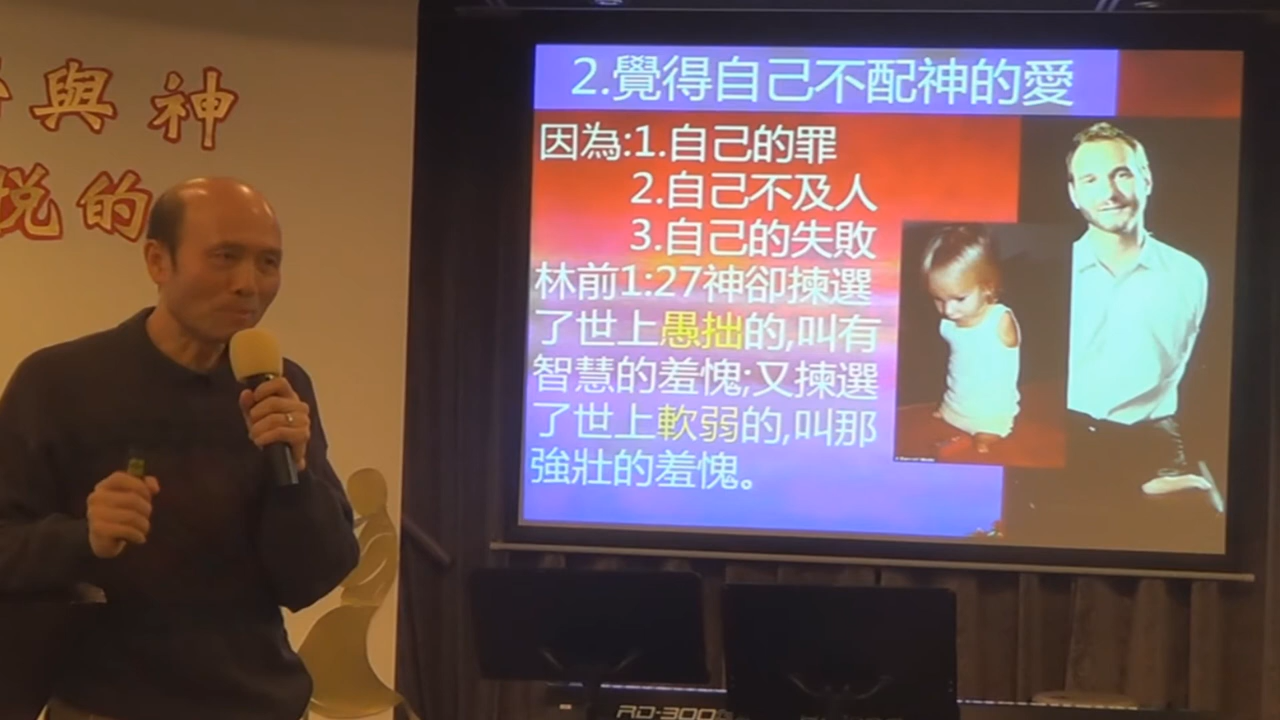 與神
悅的
2.覺得自己不配神的愛
因為:1.自己的罪
2.自己不及人
3.自己的失敗
林前1:27神卻揀選
了世上愚拙的,叫有
智慧的羞愧;又揀選
了世上軟弱的,叫那
強壯的羞愧。
RD-300